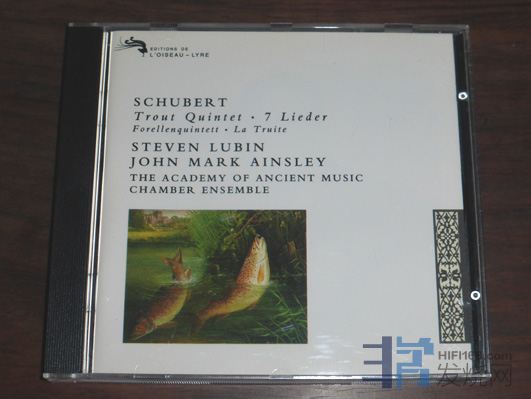 EDITIONS DE
L'OISEAU-LYRE
SCHUBERT
Trout Quintet · 7 Lieder
Forellenquintett · La Truite
STEVEN LUBIN
JOHN MARK AINSLEY
THE ACADEMY OF ANCIENT MUSIC
CHAMBER ENSEMBLE
HIFI168.com
发烧网